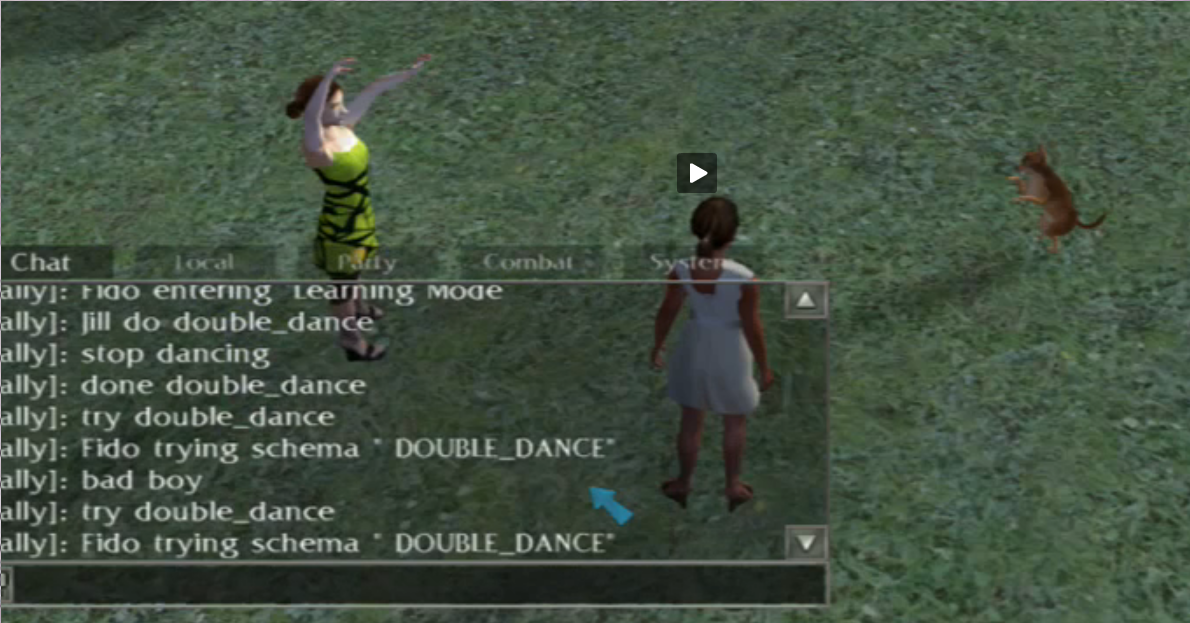 Chat Local Party Combat System
ally]: Fido entering Learning Mode
ally]: Jill do double_dance
ally]: stop dancing
ally]: done double_dance
ally]: try double_dance
ally]: Fido trying schema " DOUBLE_DANCE"
ally]: bad boy
ally]: try double_dance
ally]: Fido trying schema " DOUBLE_DANCE"